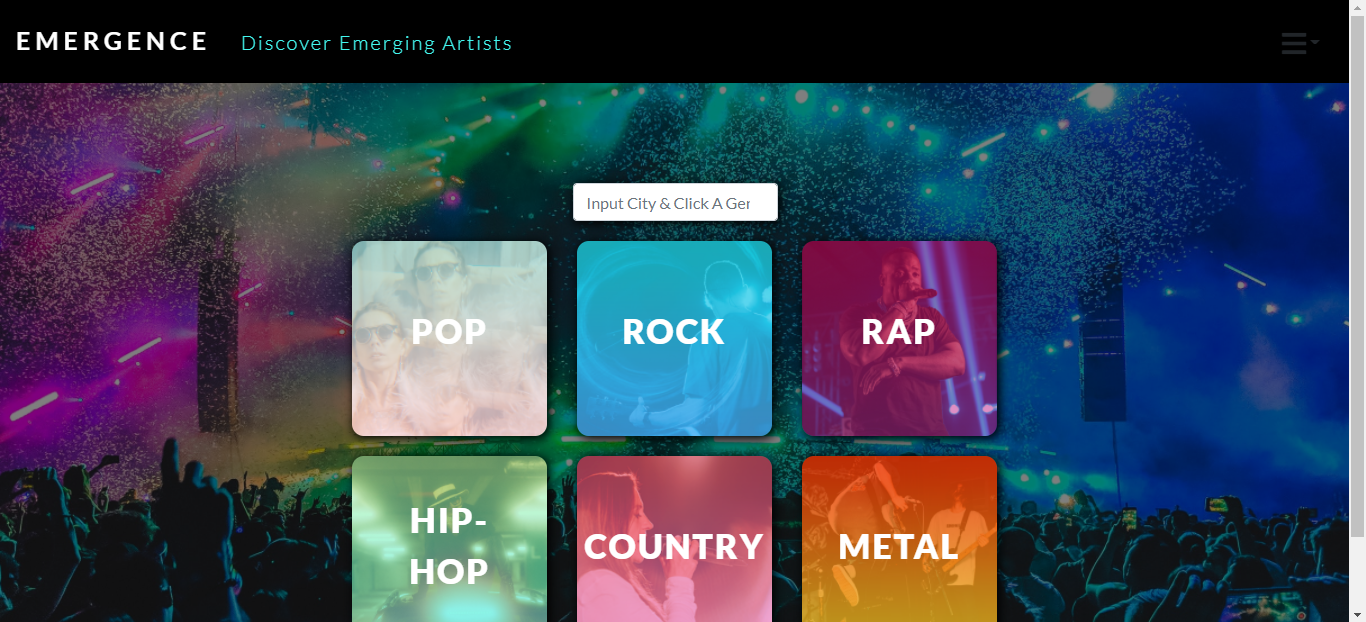 EMERGENCE Discover Emerging Artists
Input City & Click A Ger
POP ROCK RAP
HIP-
HOP
COUNTRY METAL